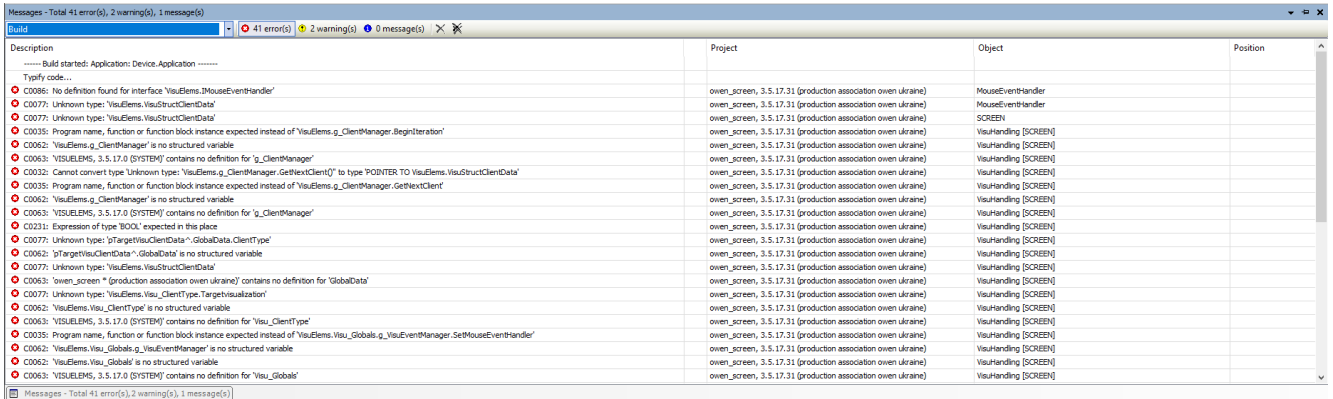 Messages - Total 41 error(s), 2 warning(s), 1 message(s)
Build 41 error(s) 2 warning(s) 0 message(s)
Description Project Object Position
------ Build started: Application: Device.Application -------
Typify code...
C0086: No definition found for interface 'VisuElems.IMouseEventHandler' owen_screen, 3.5.17.31 (production association owen ukraine) MouseEventHandler
C0077: Unknown type: 'VisuElems.VisuStructClientData' owen_screen, 3.5.17.31 (production association owen ukraine) MouseEventHandler
C0077: Unknown type: 'VisuElems.VisuStructClientData' owen_screen, 3.5.17.31 (production association owen ukraine) SCREEN
C0035: Program name, function or function block instance expected instead of 'VisuElems.g_ClientManager.BeginIteration' owen_screen, 3.5.17.31 (production association owen ukraine) VisuHandling [SCREEN]
C0062: 'VisuElems.g_ClientManager' is no structured variable owen_screen, 3.5.17.31 (production association owen ukraine) VisuHandling [SCREEN]
C0063: 'VISUELEMS, 3.5.17.0 (SYSTEM)' contains no definition for 'g_ClientManager' owen_screen, 3.5.17.31 (production association owen ukraine) VisuHandling [SCREEN]
C0032: Cannot convert type 'Unknown type: 'VisuElems.g_ClientManager.GetNextClient()'' to type 'POINTER TO VisuElems.VisuStructClientData' owen_screen, 3.5.17.31 (production association owen ukraine) VisuHandling [SCREEN]
C0035: Program name, function or function block instance expected instead of 'VisuElems.g_ClientManager.GetNextClient' owen_screen, 3.5.17.31 (production association owen ukraine) VisuHandling [SCREEN]
C0062: 'VisuElems.g_ClientManager' is no structured variable owen_screen, 3.5.17.31 (production association owen ukraine) VisuHandling [SCREEN]
C0063: 'VISUELEMS, 3.5.17.0 (SYSTEM)' contains no definition for 'g_ClientManager' owen_screen, 3.5.17.31 (production association owen ukraine) VisuHandling [SCREEN]
C0231: Expression of type 'BOOL' expected in this place owen_screen, 3.5.17.31 (production association owen ukraine) VisuHandling [SCREEN]
C0077: Unknown type: 'pTargetVisuClientData^.GlobalData.ClientType' owen_screen, 3.5.17.31 (production association owen ukraine) VisuHandling [SCREEN]
C0062: 'pTargetVisuClientData^.GlobalData' is no structured variable owen_screen, 3.5.17.31 (production association owen ukraine) VisuHandling [SCREEN]
C0077: Unknown type: 'VisuElems.VisuStructClientData' owen_screen, 3.5.17.31 (production association owen ukraine) VisuHandling [SCREEN]
C0063: 'owen_screen * (production association owen ukraine)' contains no definition for 'GlobalData' owen_screen, 3.5.17.31 (production association owen ukraine) VisuHandling [SCREEN]
C0077: Unknown type: 'VisuElems.Visu_ClientType.Targetvisualization' owen_screen, 3.5.17.31 (production association owen ukraine) VisuHandling [SCREEN]
C0062: 'VisuElems.Visu_ClientType' is no structured variable owen_screen, 3.5.17.31 (production association owen ukraine) VisuHandling [SCREEN]
C0063: 'VISUELEMS, 3.5.17.0 (SYSTEM)' contains no definition for 'Visu_ClientType' owen_screen, 3.5.17.31 (production association owen ukraine) VisuHandling [SCREEN]
C0035: Program name, function or function block instance expected instead of 'VisuElems.Visu_Globals.g_VisuEventManager.SetMouseEventHandler' owen_screen, 3.5.17.31 (production association owen ukraine) VisuHandling [SCREEN]
C0062: 'VisuElems.Visu_Globals.g_VisuEventManager' is no structured variable owen_screen, 3.5.17.31 (production association owen ukraine) VisuHandling [SCREEN]
C0062: 'VisuElems.Visu_Globals' is no structured variable owen_screen, 3.5.17.31 (production association owen ukraine) VisuHandling [SCREEN]
C0063: 'VISUELEMS, 3.5.17.0 (SYSTEM)' contains no definition for 'Visu_Globals' owen_screen, 3.5.17.31 (production association owen ukraine) VisuHandling [SCREEN]
Messages - Total 41 error(s), 2 warning(s), 1 message(s)